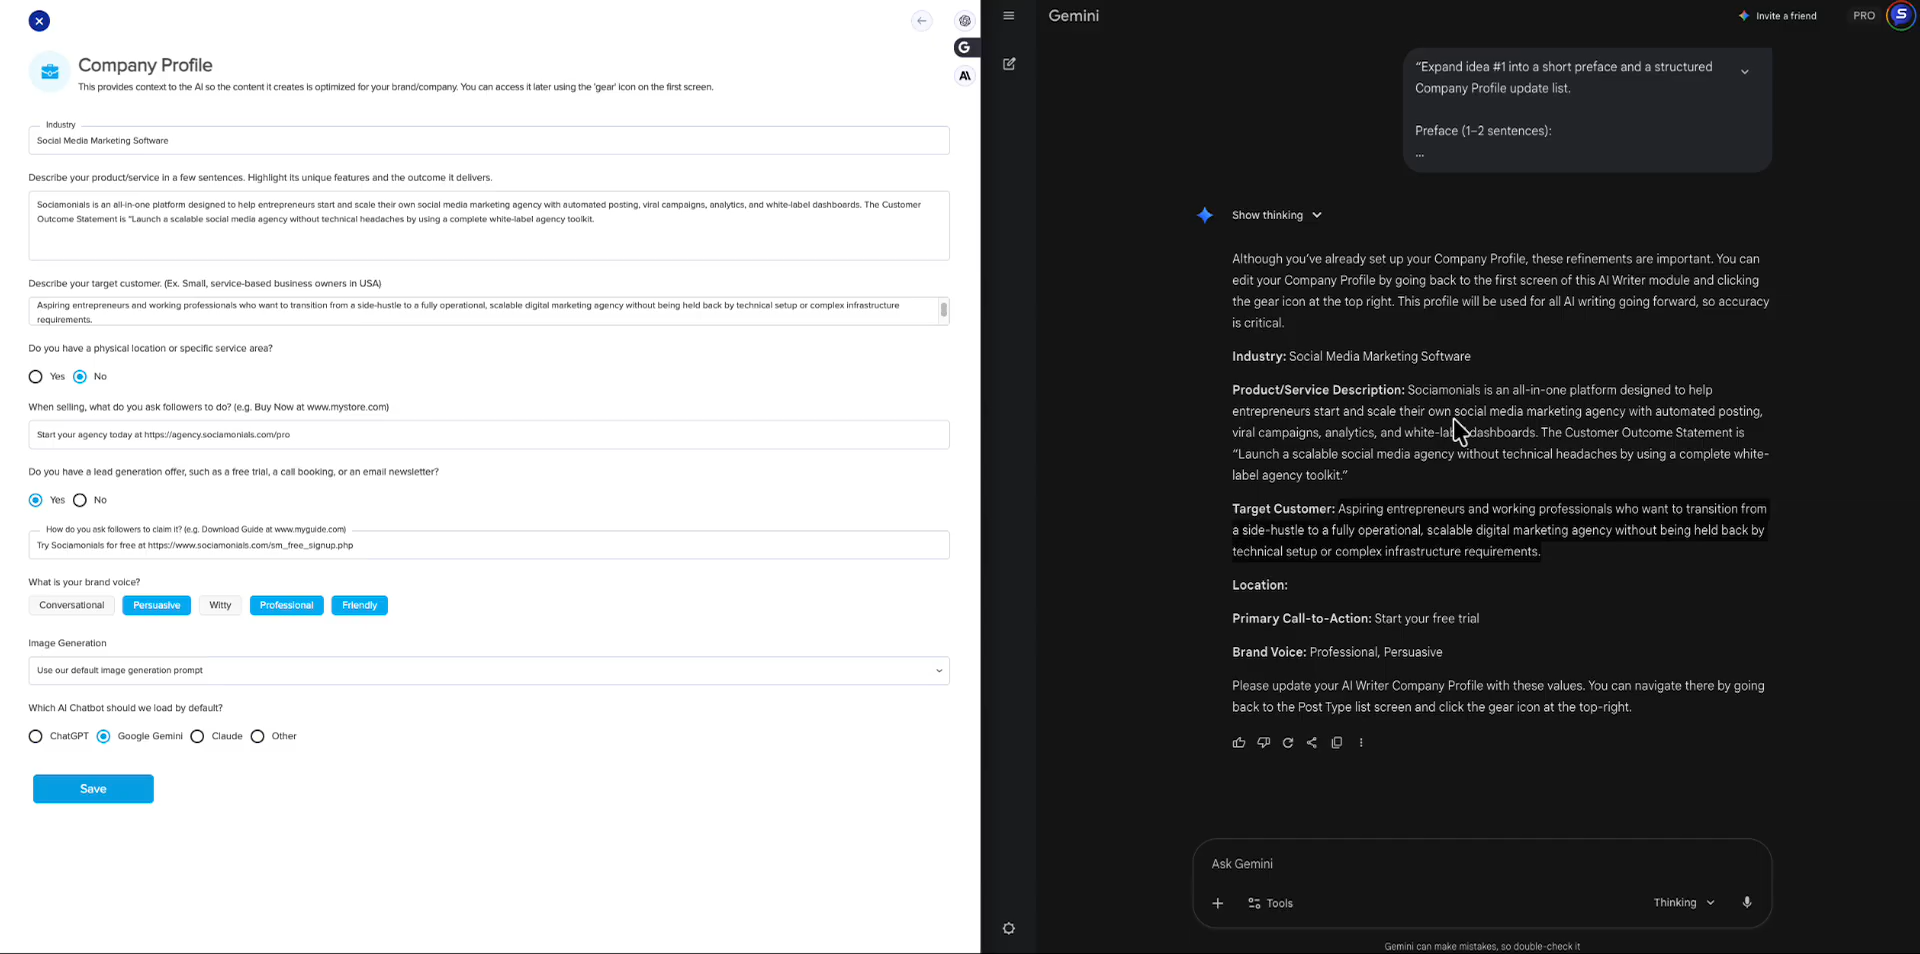 Company Profile
This provides context to the AI so the content it creates is optimized for your brand/company. You can access it later using the 'gear' icon on the first screen.
Industry
Social Media Marketing Software
Describe your product/service in a few sentences. Highlight its unique features and the outcome it delivers.
Sociamonials is an all-in-one platform designed to help entrepreneurs start and scale their own social media marketing agency with automated posting, viral campaigns, analytics, and white-label dashboards. The Customer
Outcome Statement is “Launch a scalable social media agency without technical headaches by using a complete white-label agency toolkit.
Describe your target customer. (Ex. Small, service-based business owners in USA)
Aspiring entrepreneurs and working professionals who want to transition from a side-hustle to a fully operational, scalable digital marketing agency without being held back by technical setup or complex infrastructure
requirements.
Do you have a physical location or specific service area?
Yes No
When selling, what do you ask followers to do? (e.g. Buy Now at www.mystore.com)
Start your agency today at https://agency.sociamonials.com/pro
Do you have a lead generation offer, such as a free trial, a call booking, or an email newsletter?
Yes No
How do you ask followers to claim it? (e.g. Download Guide at www.myguide.com)
Try Sociamonials for free at https://www.sociamonials.com/sm_free_signup.php
What is your brand voice?
Conversational Persuasive Witty Professional Friendly
Image Generation
Use our default image generation prompt
Which AI Chatbot should we load by default?
ChatGPT Google Gemini Claude Other
Save
G
A\
Gemini
Invite a friend
PRO
S
“Expand idea #1 into a short preface and a structured
Company Profile update list.
Preface (1–2 sentences):
...
Show thinking
Although you’ve already set up your Company Profile, these refinements are important. You can
edit your Company Profile by going back to the first screen of this AI Writer module and clicking
the gear icon at the top right. This profile will be used for all AI writing going forward, so accuracy
is critical.
Industry: Social Media Marketing Software
Product/Service Description: Sociamonials is an all-in-one platform designed to help
entrepreneurs start and scale their own social media marketing agency with automated posting,
viral campaigns, analytics, and white-label dashboards. The Customer Outcome Statement is
“Launch a scalable social media agency without technical headaches by using a complete white-
label agency toolkit.”
Target Customer: Aspiring entrepreneurs and working professionals who want to transition from
a side-hustle to a fully operational, scalable digital marketing agency without being held back by
technical setup or complex infrastructure requirements.
Location:
Primary Call-to-Action: Start your free trial
Brand Voice: Professional, Persuasive
Please update your AI Writer Company Profile with these values. You can navigate there by going
back to the Post Type list screen and click the gear icon at the top-right.
Ask Gemini
Tools
Thinking
Gemini can make mistakes, so double-check it